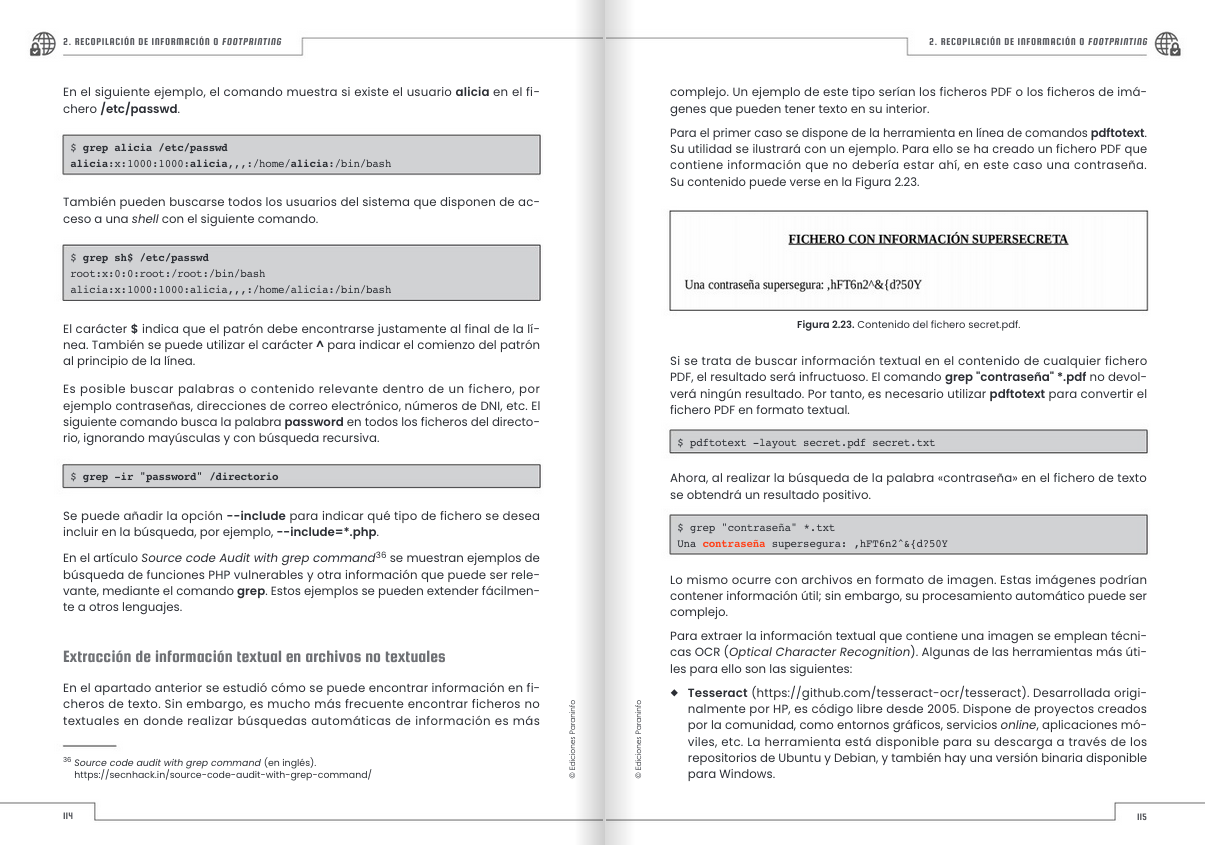 2. RECOPILACIÓN DE INFORMACIÓN O FOOTPRINTING
En el siguiente ejemplo, el comando muestra si existe el usuario alicia en el fi-
chero /etc/passwd.
$ grep alicia /etc/passwd
alicia:x:1000:1000:alicia,,,:/home/alicia:/bin/bash
También pueden buscarse todos los usuarios del sistema que disponen de ac-
ceso a una shell con el siguiente comando.
$ grep sh$ /etc/passwd
root:x:0:0:root:/root:/bin/bash
alicia:x:1000:1000:alicia,,,:/home/alicia:/bin/bash
El carácter $ indica que el patrón debe encontrarse justamente al final de la lí-
nea. También se puede utilizar el carácter ^ para indicar el comienzo del patrón
al principio de la línea.
Es posible buscar palabras o contenido relevante dentro de un fichero, por
ejemplo contraseñas, direcciones de correo electrónico, números de DNI, etc. El
siguiente comando busca la palabra password en todos los ficheros del directo-
rio, ignorando mayúsculas y con búsqueda recursiva.
$ grep -ir "password" /directorio
Se puede añadir la opción --include para indicar qué tipo de fichero se desea
incluir en la búsqueda, por ejemplo, --include=*.php.
En el artículo Source code Audit with grep command36 se muestran ejemplos de
búsqueda de funciones PHP vulnerables y otra información que puede ser rele-
vante, mediante el comando grep. Estos ejemplos se pueden extender fácilmen-
te a otros lenguajes.
Extracción de información textual en archivos no textuales
En el apartado anterior se estudió cómo se puede encontrar información en fi-
cheros de texto. Sin embargo, es mucho más frecuente encontrar ficheros no
textuales en donde realizar búsquedas automáticas de información es más
36 Source code audit with grep command (en inglés).
https://secnhack.in/source-code-audit-with-grep-command/
© Ediciones Paraninfo
114
2. RECOPILACIÓN DE INFORMACIÓN O FOOTPRINTING
complejo. Un ejemplo de este tipo serían los ficheros PDF o los ficheros de imá-
genes que pueden tener texto en su interior.
Para el primer caso se dispone de la herramienta en línea de comandos pdftotext.
Su utilidad se ilustrará con un ejemplo. Para ello se ha creado un fichero PDF que
contiene información que no debería estar ahí, en este caso una contraseña.
Su contenido puede verse en la Figura 2.23.
FICHERO CON INFORMACIÓN SUPERSECRETA
Una contraseña supersegura: ,hFT6n2^&{d?50Y
Figura 2.23. Contenido del fichero secret.pdf.
Si se trata de buscar información textual en el contenido de cualquier fichero
PDF, el resultado será infructuoso. El comando grep "contraseña" *.pdf no devol-
verá ningún resultado. Por tanto, es necesario utilizar pdftotext para convertir el
fichero PDF en formato textual.
$ pdftotext -layout secret.pdf secret.txt
Ahora, al realizar la búsqueda de la palabra «contraseña» en el fichero de texto
se obtendrá un resultado positivo.
$ grep "contraseña" *.txt
Una contraseña supersegura: ,hFT6n2^&{d?50Y
Lo mismo ocurre con archivos en formato de imagen. Estas imágenes podrían
contener información útil; sin embargo, su procesamiento automático puede ser
complejo.
Para extraer la información textual que contiene una imagen se emplean técni-
cas OCR (Optical Character Recognition). Algunas de las herramientas más úti-
les para ello son las siguientes:
◆ Tesseract (https://github.com/tesseract-ocr/tesseract). Desarrollada origi-
nalmente por HP, es código libre desde 2005. Dispone de proyectos creados
por la comunidad, como entornos gráficos, servicios online, aplicaciones mó-
viles, etc. La herramienta está disponible para su descarga a través de los
repositorios de Ubuntu y Debian, y también hay una versión binaria disponible
para Windows.
© Ediciones Paraninfo
115